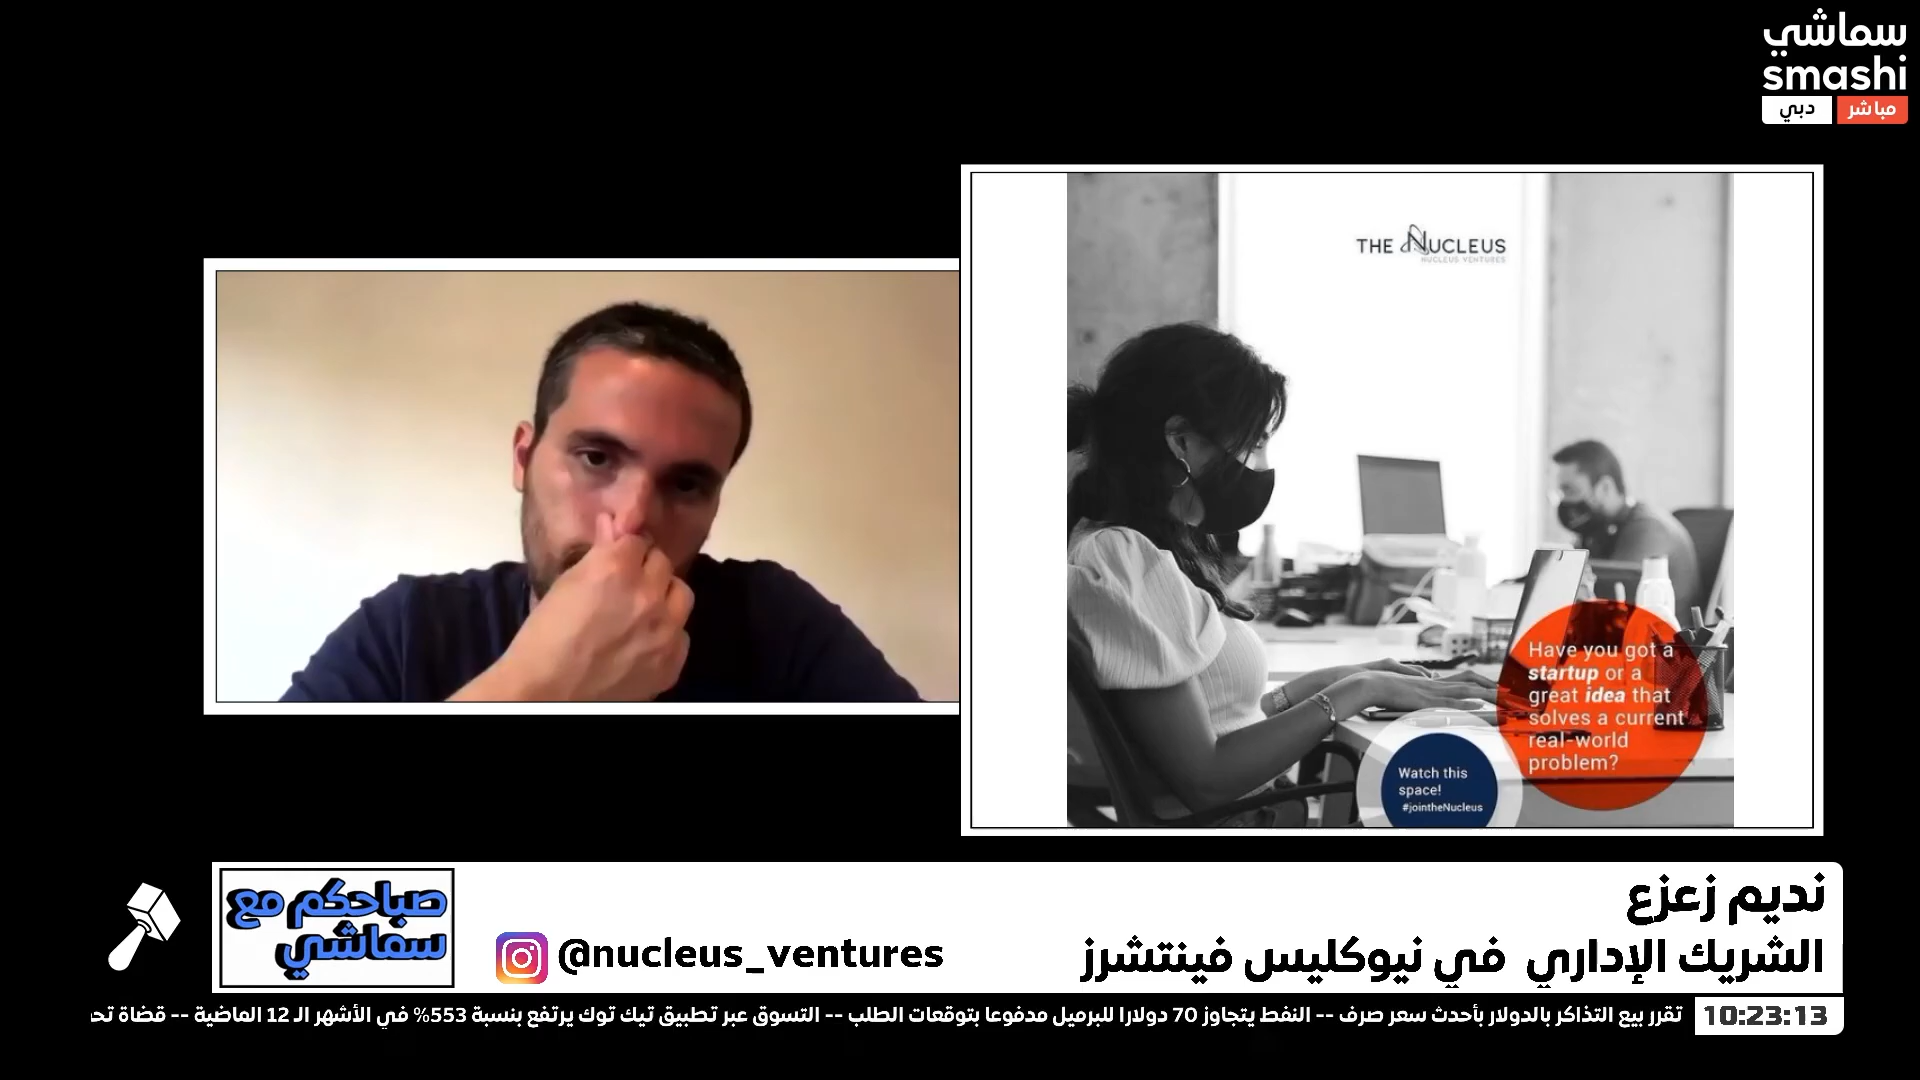 سماشي
smashi
مباشر
دبي
THE NUCLEUS
NUCLEUS VENTURES
Have you got a
startup or a
great idea that
solves a current
real-world
problem?
Watch this
space!
#jointheNucleus
نديم زعزع
الشريك الإداري في نيوكليس فينتشرز
@nucleus_ventures
صباحكم مع
سماشي
10:23:13
تقرر بيع التذاكر بالدولار بأحدث سعر صرف -- النفط يتجاوز 70 دولارا للبرميل مدفوعا بتوقعات الطلب -- التسوق عبر تطبيق تيك توك يرتفع بنسبة 553% في الأشهر الـ 12 الماضية -- قضاة تحد